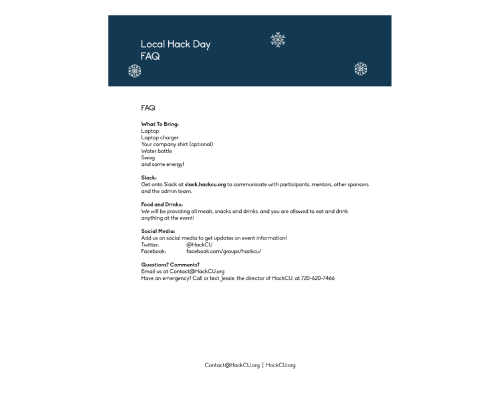 Local Hack Day
FAQ
FAQ
What To Bring:
Laptop
Laptop charger
Your company shirt (optional)
Water bottle
Swag
and some energy!
Slack:
Get onto Slack at slack.hackcu.org to communicate with participants, mentors, other sponsors
and the admin team.
Food and Drinks:
We will be providing all meals, snacks and drinks, and you are allowed to eat and drink
anything at the event!
Social Media:
Add us on social media to get updates on event information!
Twitter: @HackCU
Facebook: facebook.com/groups/hackcu/
Questions? Comments?
Email us at Contact@HackCU.org
Have an emergency? Call or text Jessie, the director of HackCU, at 720-620-7466
Contact@HackCU.org | HackCU.org